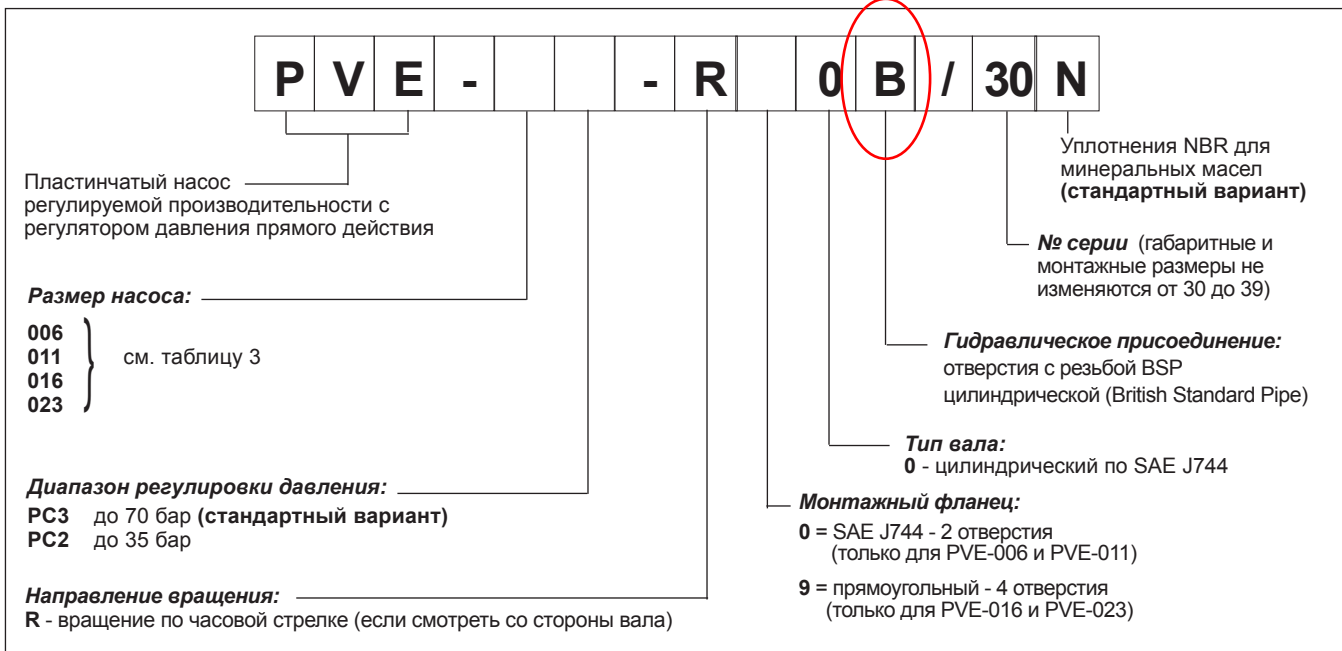 P V E - - R 0 B / 30 N
Уплотнения NBR для
минеральных масел
(стандартный вариант)
Пластинчатый насос
регулируемой производительности с
регулятором давления прямого действия
№ серии (габаритные и
монтажные размеры не
изменяются от 30 до 39)
Размер насоса:
006
011
016
023
см. таблицу 3
Гидравлическое присоединение:
отверстия с резьбой BSP
цилиндрической (British Standard Pipe)
Тип вала:
0 - цилиндрический по SAE J744
Диапазон регулировки давления:
PC3 до 70 бар (стандартный вариант)
PC2 до 35 бар
Монтажный фланец:
0 = SAE J744 - 2 отверстия
(только для PVE-006 и PVE-011)
9 = прямоугольный - 4 отверстия
(только для PVE-016 и PVE-023)
Направление вращения:
R - вращение по часовой стрелке (если смотреть со стороны вала)